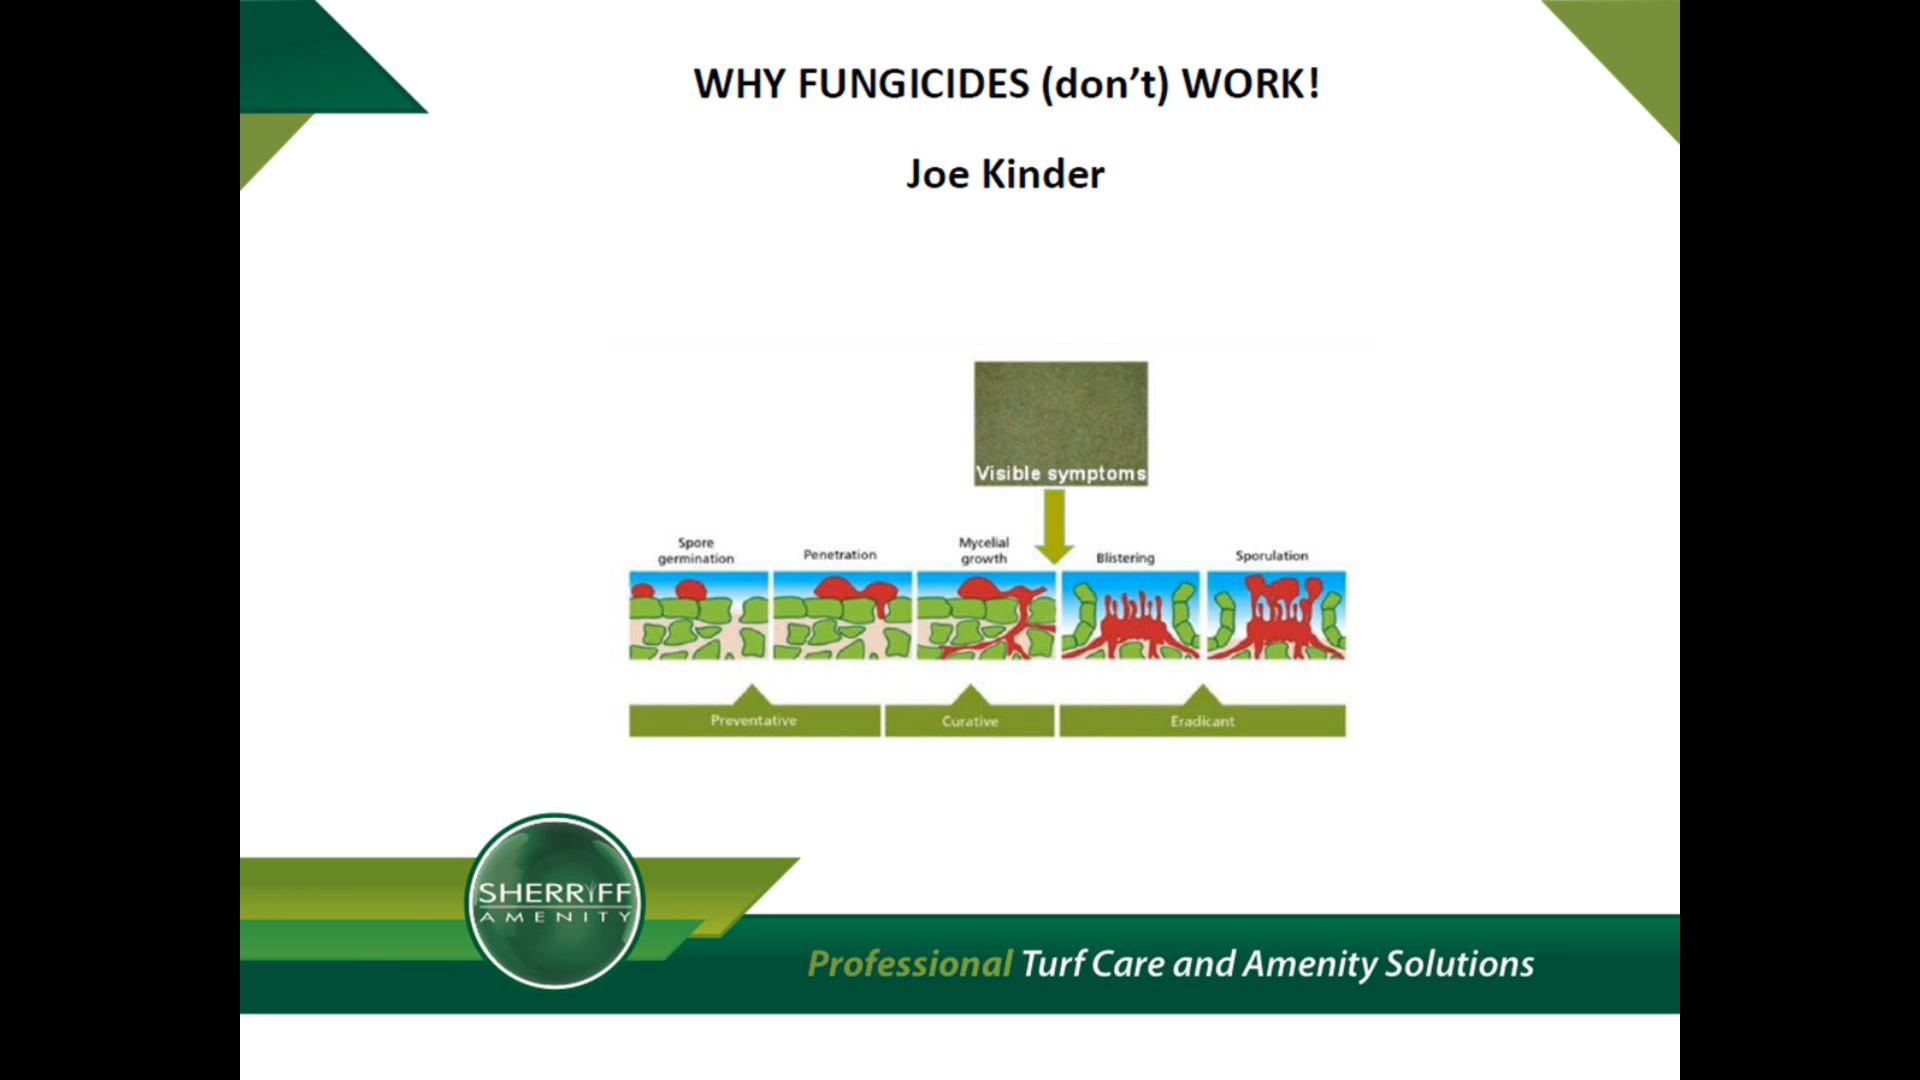 WHY FUNGICIDES (don’t) WORK!
Joe Kinder
Visible symptoms
Spore
germination
Penetration
Mycelial
growth
Blistering
Sporulation
Preventative
Curative
Eradicant
SHERRIFF
AMENITY
Professional Turf Care and Amenity Solutions